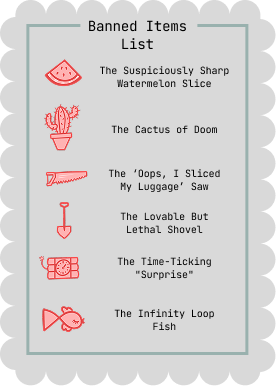 Banned Items
List
The Suspiciously Sharp
Watermelon Slice
The Cactus of Doom
The ‘Oops, I Sliced
My Luggage’ Saw
The Lovable But
Lethal Shovel
The Time-Ticking
"Surprise"
The Infinity Loop
Fish